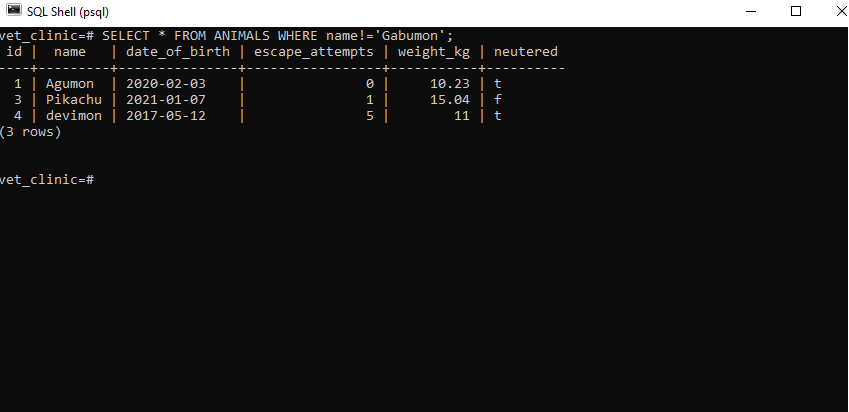 SQL Shell (psql)
vet_clinic=# SELECT * FROM ANIMALS WHERE name!='Gabumon';
 id |  name   | date_of_birth | escape_attempts | weight_kg | neutered
----+---------+---------------+-----------------+-----------+----------
  1 | Agumon  | 2020-02-03    |               0 |     10.23 | t
  3 | Pikachu | 2021-01-07    |               1 |     15.04 | f
  4 | devimon | 2017-05-12    |               5 |        11 | t
(3 rows)
vet_clinic=#